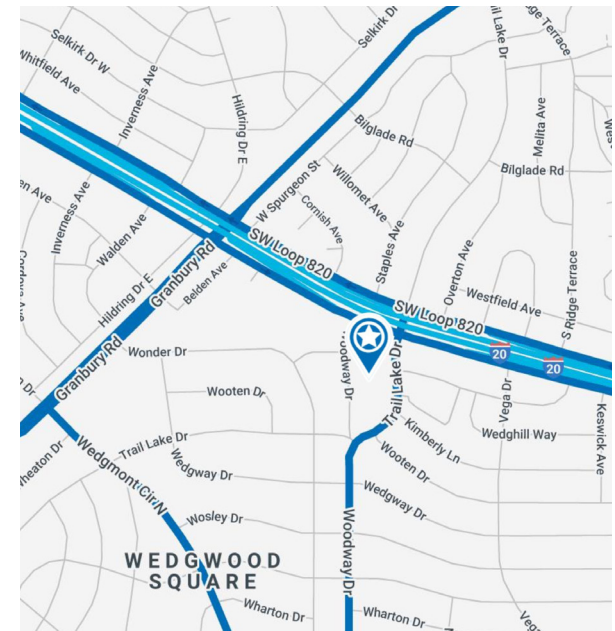 Selkirk Dr W
Whitfield Ave
Inverness Ave
Hildring Dr E
Selkirk Dr
Trail Lake Dr
Ridge Terrace
Bilglade Rd
Melita Ave
Bilglade Rd
W Spurgeon St
Willomet Ave
Cornish Ave
Staples Ave
Inverness Ave
Walden Ave
Granbury Rd
Belden Ave
SW Loop 820
Overton Ave
Westfield Ave
S Ridge Terrace
Hildring Dr E
SW Loop 820
Granbury Rd
Wonder Dr
Woodway Dr
Trail Lake Dr
20
20
Wooten Dr
Vega Dr
Keswick Ave
Kimberly Ln
Wedghill Way
Trail Lake Dr
Wooten Dr
Wedgmont Cir N
Wedgway Dr
Wedgway Dr
Wosley Dr
Woodway Dr
WEDGWOOD
SQUARE
Wharton Dr
Wharton Dr